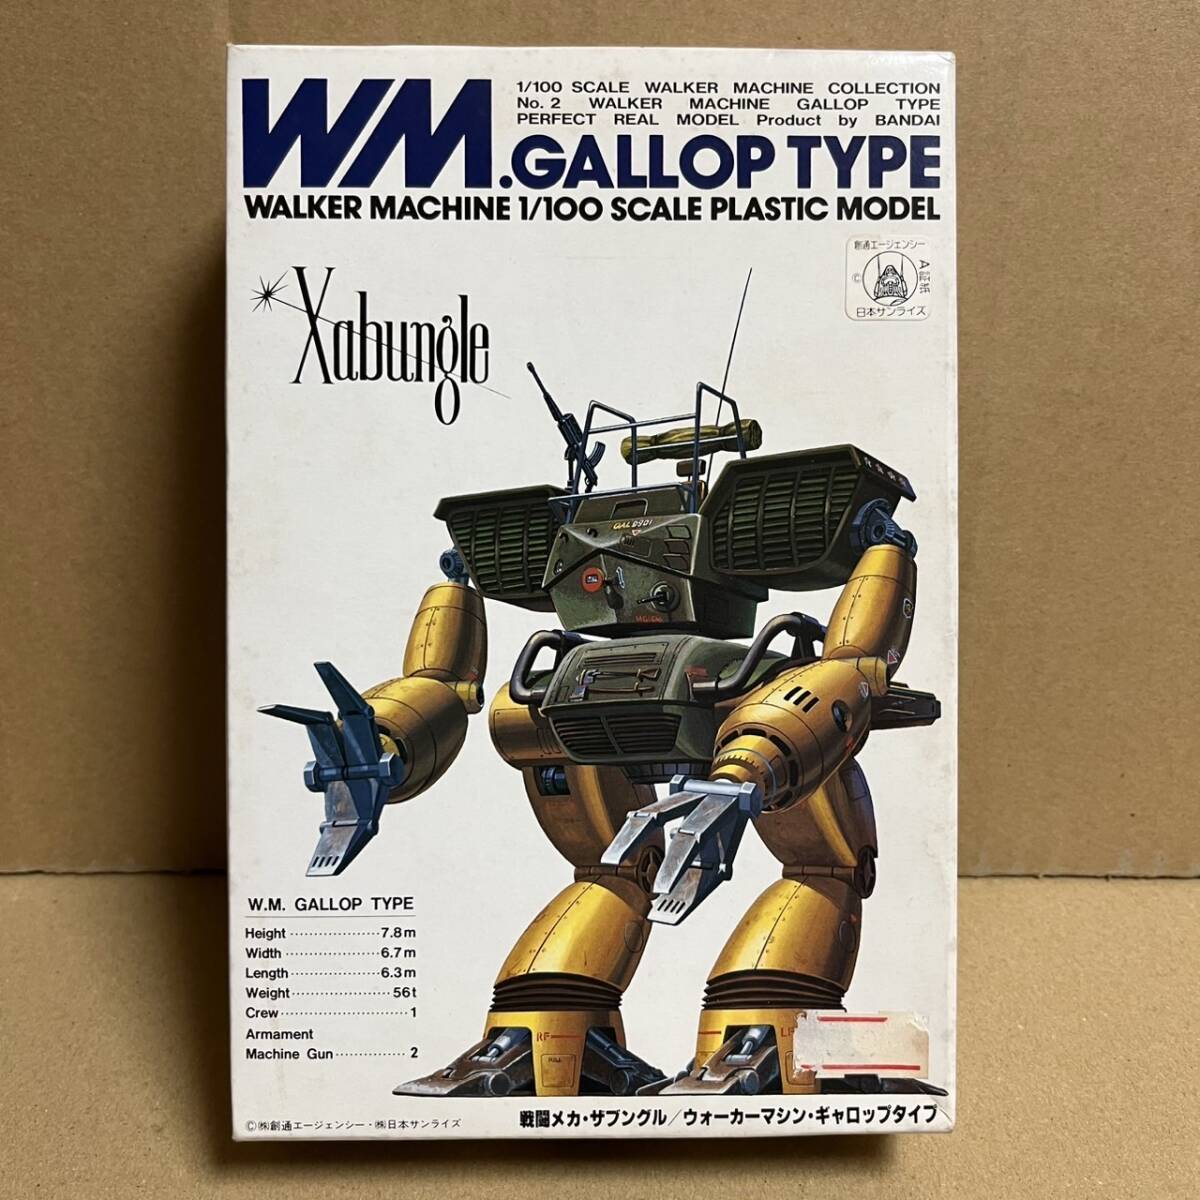 WM.GALLOP TYPE
1/100 SCALE WALKER MACHINE COLLECTION
No. 2 WALKER MACHINE GALLOP TYPE
PERFECT REAL MODEL Product by BANDAI
WALKER MACHINE 1/100 SCALE PLASTIC MODEL
創通エージェンシー
©
A証紙
日本サンライズ
Xabungle
GAL 9901
W.M. GALLOP TYPE
Height 7.8m
Width 6.7m
Length 6.3m
Weight 56t
Crew 1
Armament
Machine Gun 2
RF
©㈱創通エージェンシー・㈱日本サンライズ
戦闘メカ・ザブングル/ウォーカーマシン・ギャロップタイプ